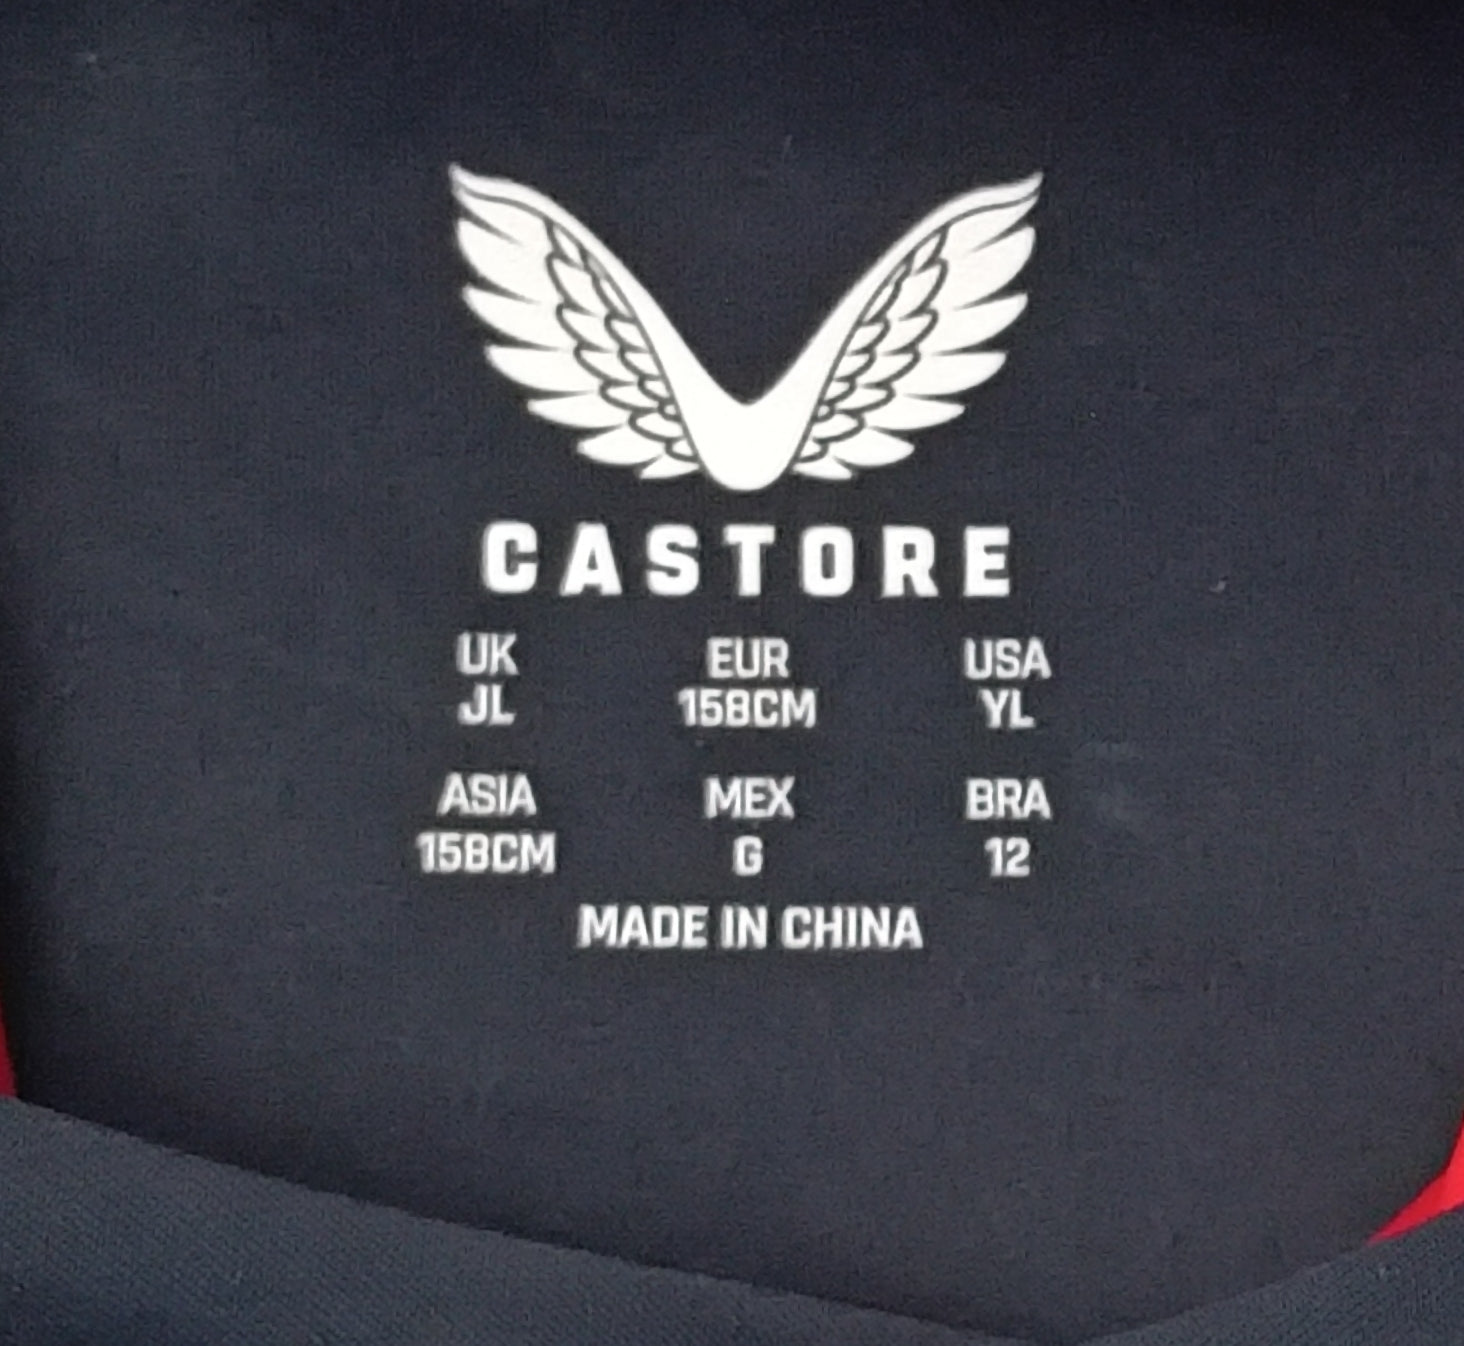 CASTORE
UK EUR USA
JL 158CM YL
ASIA MEX BRA
158CM G 12
MADE IN CHINA